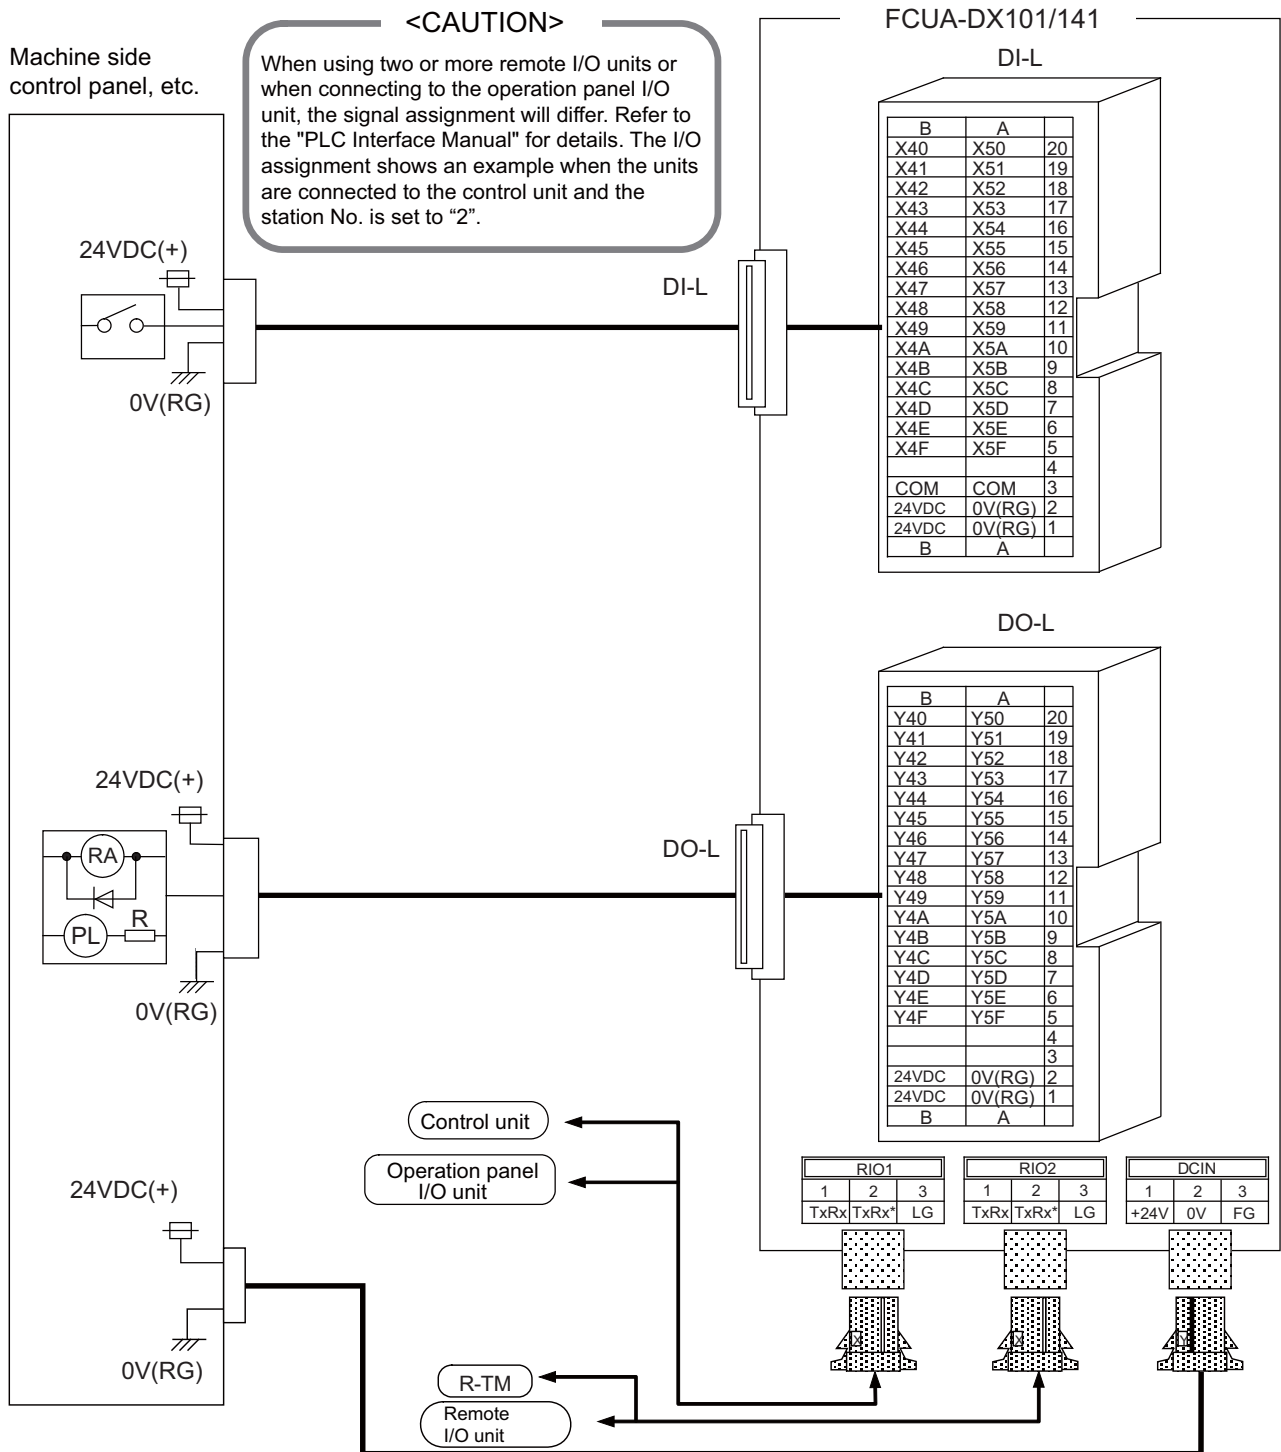 <CAUTION>
When using two or more remote I/O units or
when connecting to the operation panel I/O
unit, the signal assignment will differ. Refer to
the "PLC Interface Manual" for details. The I/O
assignment shows an example when the units
are connected to the control unit and the
station No. is set to “2”.
Machine side
control panel, etc.
24VDC(+)
0V(RG)
DI-L
FCUA-DX101/141
DI-L
B A
X40 X50 20
X41 X51 19
X42 X52 18
X43 X53 17
X44 X54 16
X45 X55 15
X46 X56 14
X47 X57 13
X48 X58 12
X49 X59 11
X4A X5A 10
X4B X5B 9
X4C X5C 8
X4D X5D 7
X4E X5E 6
X4F X5F 5
4
COM COM 3
24VDC 0V(RG) 2
24VDC 0V(RG) 1
B A
24VDC(+)
RA
PL R
0V(RG)
DO-L
DO-L
B A
Y40 Y50 20
Y41 Y51 19
Y42 Y52 18
Y43 Y53 17
Y44 Y54 16
Y45 Y55 15
Y46 Y56 14
Y47 Y57 13
Y48 Y58 12
Y49 Y59 11
Y4A Y5A 10
Y4B Y5B 9
Y4C Y5C 8
Y4D Y5D 7
Y4E Y5E 6
Y4F Y5F 5
4
3
24VDC 0V(RG) 2
24VDC 0V(RG) 1
B A
Control unit
Operation panel
I/O unit
24VDC(+)
0V(RG)
RIO1
1 2 3
TxRx TxRx* LG
RIO2
1 2 3
TxRx TxRx* LG
DCIN
1 2 3
+24V 0V FG
X
X
Y
R-TM
Remote
I/O unit